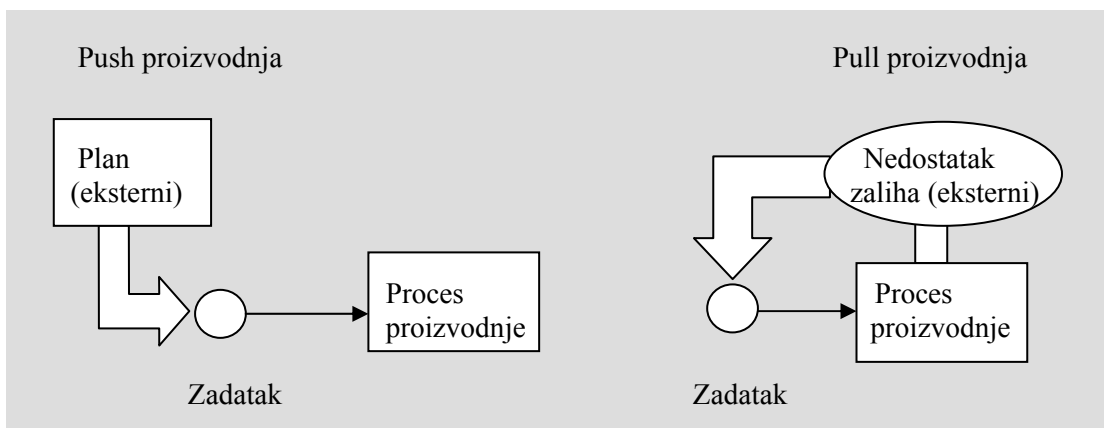 Push proizvodnja
Plan
(eksterni)
Proces
proizvodnje
Zadatak
Pull proizvodnja
Nedostatak
zaliha (eksterni)
Proces
proizvodnje
Zadatak